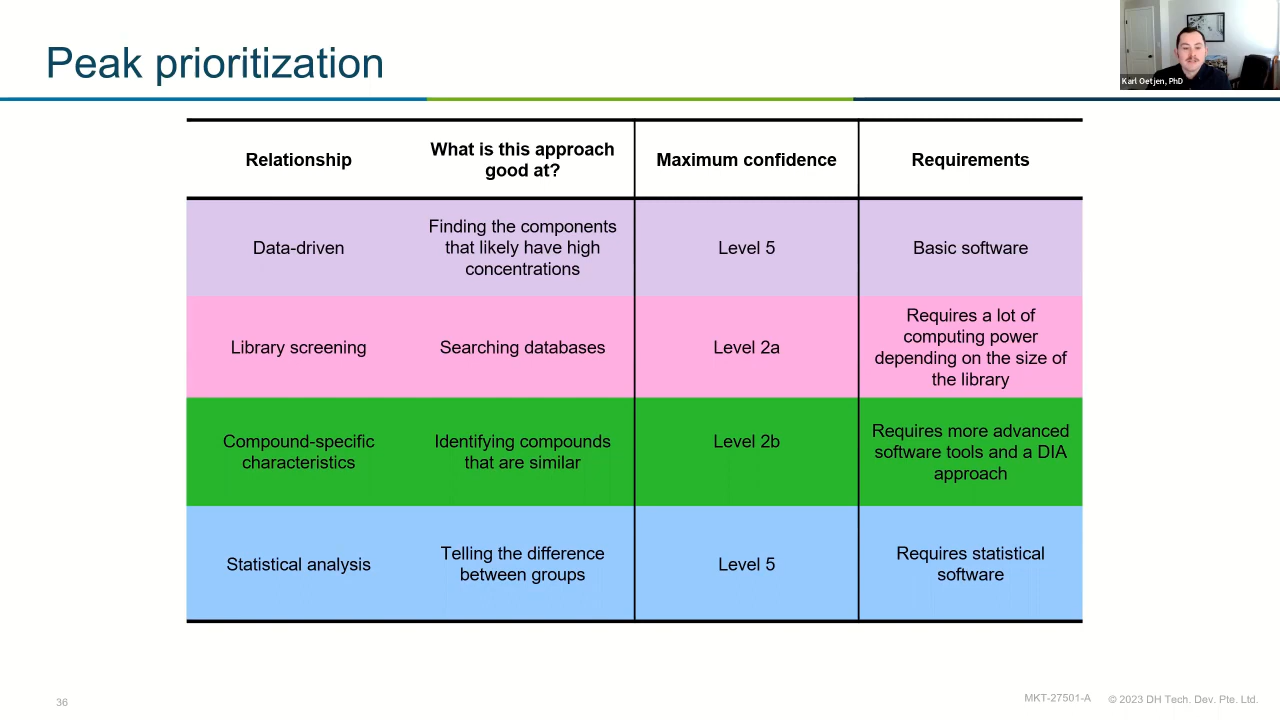 Peak prioritization
Karl Oetjen, PhD
Relationship
What is this approach
good at?
Maximum confidence
Requirements
Data-driven
Finding the components
that likely have high
concentrations
Level 5
Basic software
Library screening
Searching databases
Level 2a
Requires a lot of
computing power
depending on the size of
the library
Compound-specific
characteristics
Identifying compounds
that are similar
Level 2b
Requires more advanced
software tools and a DIA
approach
Statistical analysis
Telling the difference
between groups
Level 5
Requires statistical
software
36
MKT-27501-A
© 2023 DH Tech. Dev. Pte. Ltd.